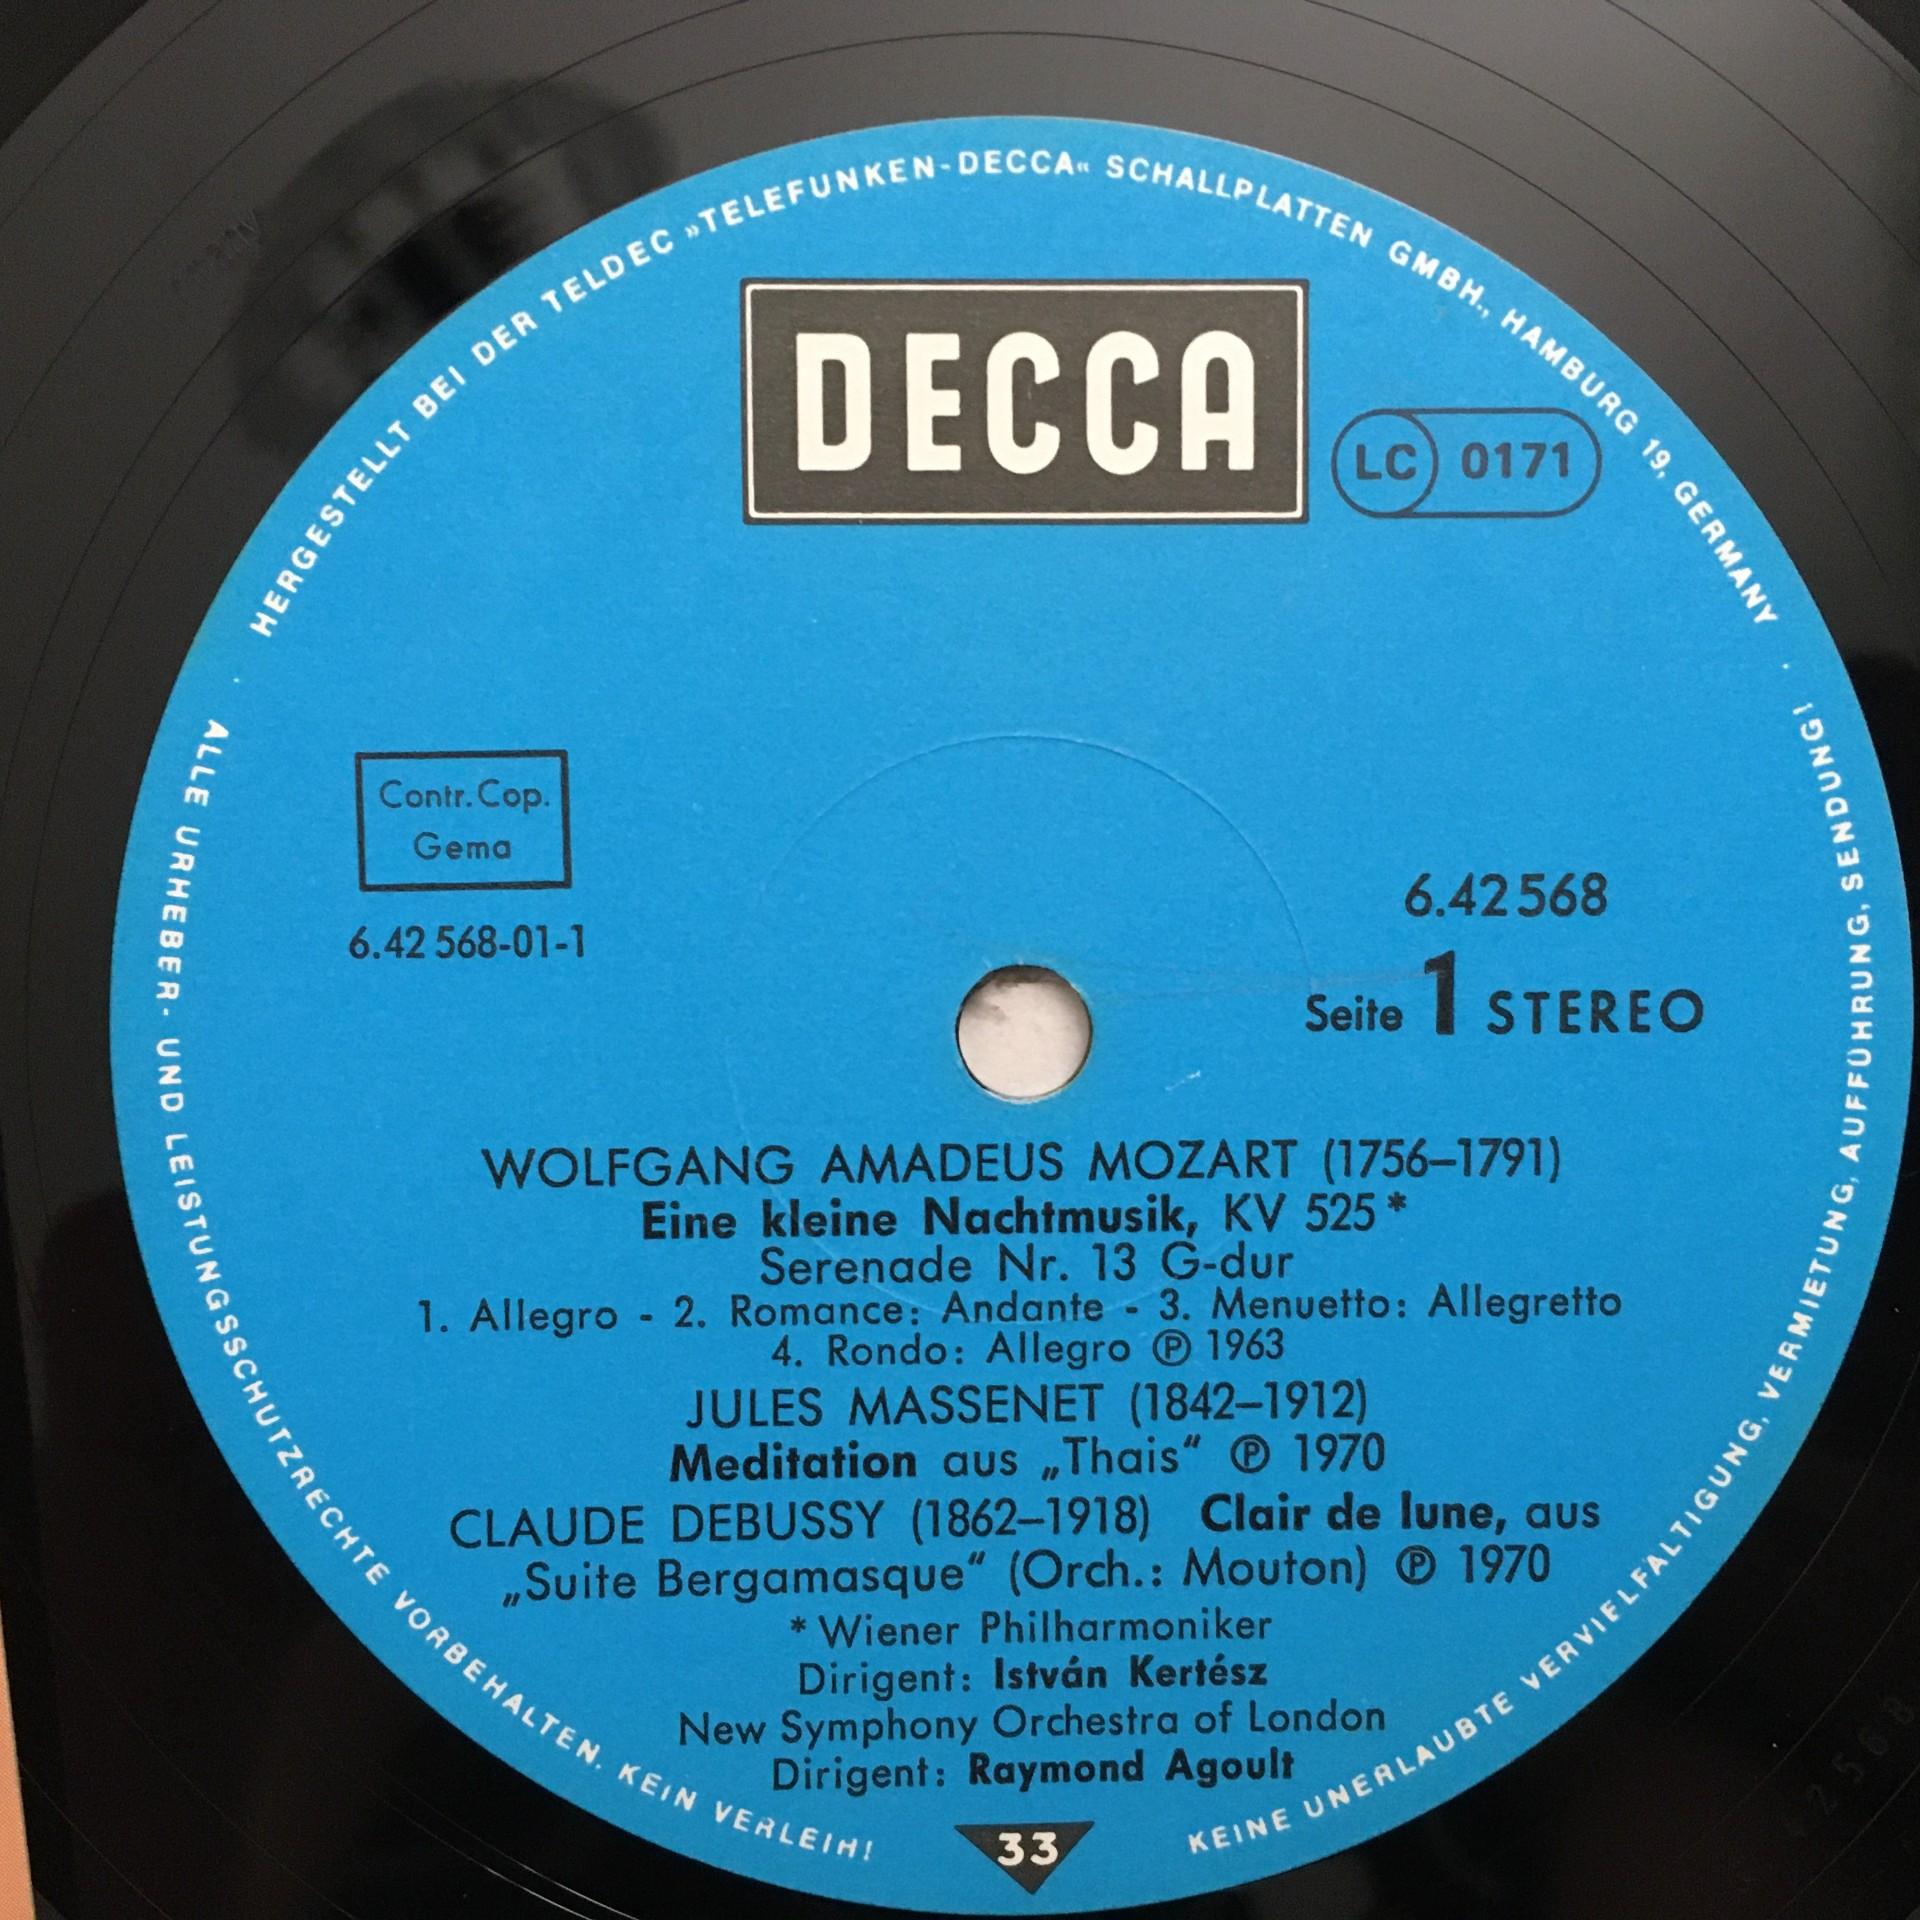 HERGESTELLT BEI DER TELDEC »TELEFUNKEN-DECCA« SCHALLPLATTEN GMBH., HAMBURG 19, GERMANY ·
DECCA
LC 0171
Contr. Cop.
Gema
6.42 568-01-1
6.42 568
Seite 1 STEREO
WOLFGANG AMADEUS MOZART (1756–1791)
Eine kleine Nachtmusik, KV 525*
Serenade Nr. 13 G-dur
1. Allegro - 2. Romance: Andante - 3. Menuetto: Allegretto
4. Rondo: Allegro ℗ 1963
JULES MASSENET (1842–1912)
Meditation aus „Thais“ ℗ 1970
CLAUDE DEBUSSY (1862–1918) Clair de lune, aus
„Suite Bergamasque“ (Orch.: Mouton) ℗ 1970
* Wiener Philharmoniker
Dirigent: István Kertész
New Symphony Orchestra of London
Dirigent: Raymond Agoult
33
· ALLE URHEBER- UND LEISTUNGSSCHUTZRECHTE VORBEHALTEN. KEIN VERLEIH!
KEINE UNERLAUBTE VERVIELFÄLTIGUNG, VERMIETUNG, AUFFÜHRUNG, SENDUNG!